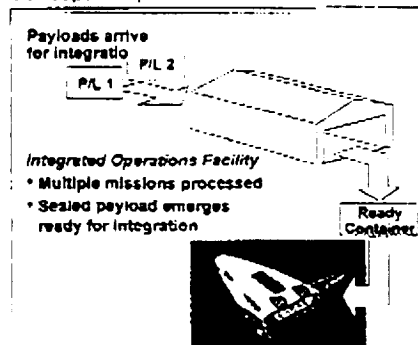 Payloads arrive
for integratio
P/L 2
P/L 1
Integrated Operations Facility
• Multiple missions processed
• Sealed payload emerges
ready for integration
Ready
Container